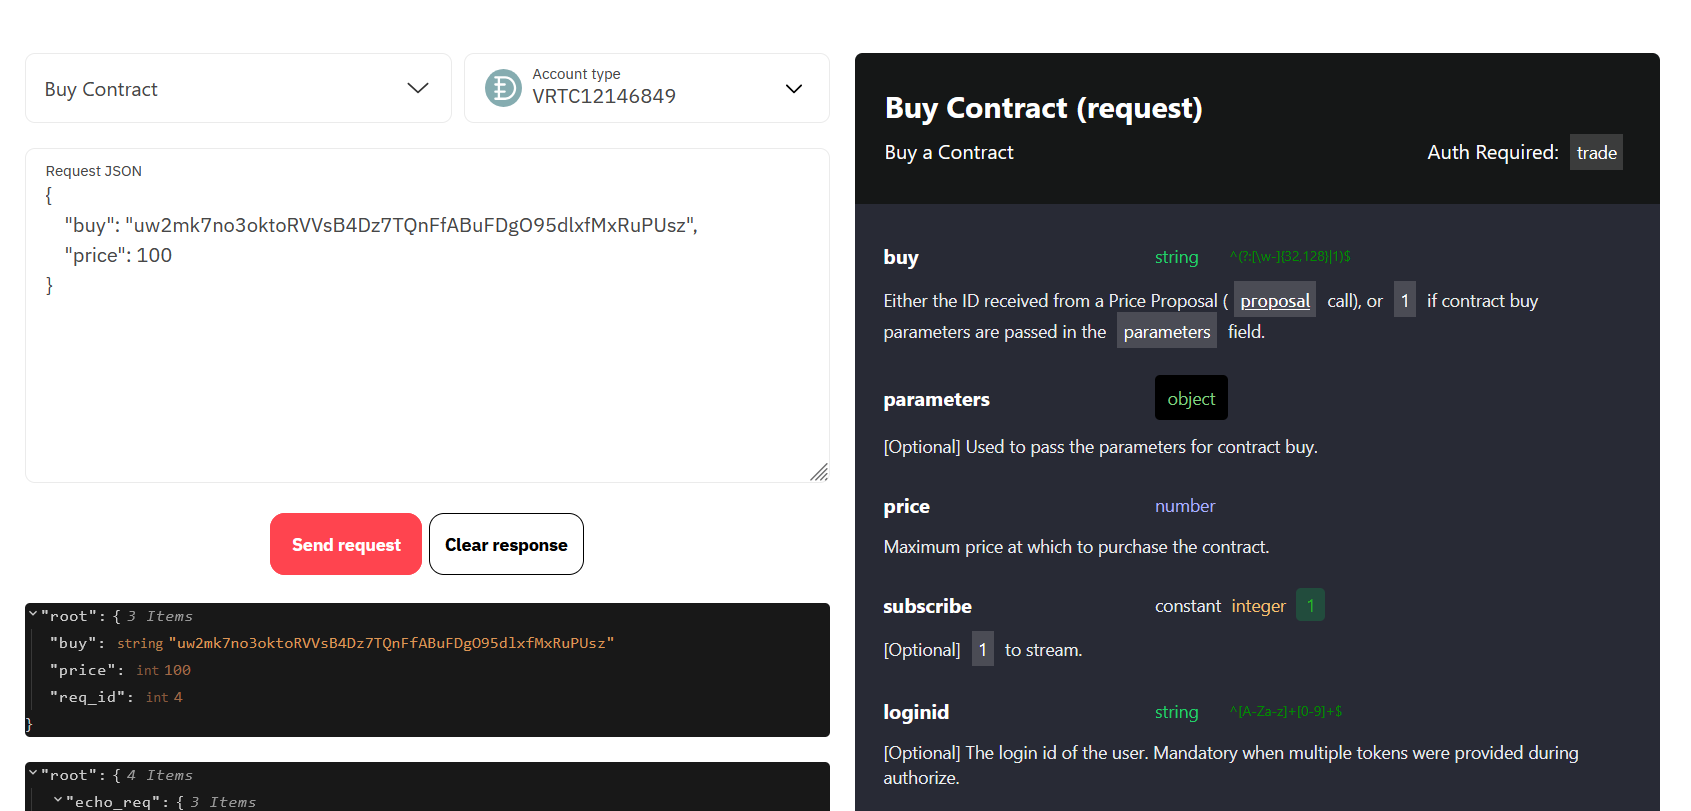 Buy Contract
Account type
VRTC12146849
Request JSON
{
"buy": "uw2mk7no3oktoRVVsB4Dz7TQnFfABuFDgO95dlxfMxRuPUsz",
"price": 100
}
Send request
Clear response
"root": { 3 Items
"buy": string "uw2mk7no3oktoRVVsB4Dz7TQnFfABuFDgO95dlxfMxRuPUsz"
"price": int 100
"req_id": int 4
}
"root": { 4 Items
"echo_req": { 3 Items
Buy Contract (request)
Buy a Contract
Auth Required: trade
buy string ^(?:[\w-]{32,128}|1)$
Either the ID received from a Price Proposal ( proposal call), or 1 if contract buy
parameters are passed in the parameters field.
parameters object
[Optional] Used to pass the parameters for contract buy.
price number
Maximum price at which to purchase the contract.
subscribe constant integer 1
[Optional] 1 to stream.
loginid string ^[A-Za-z]+[0-9]+$
[Optional] The login id of the user. Mandatory when multiple tokens were provided during
authorize.